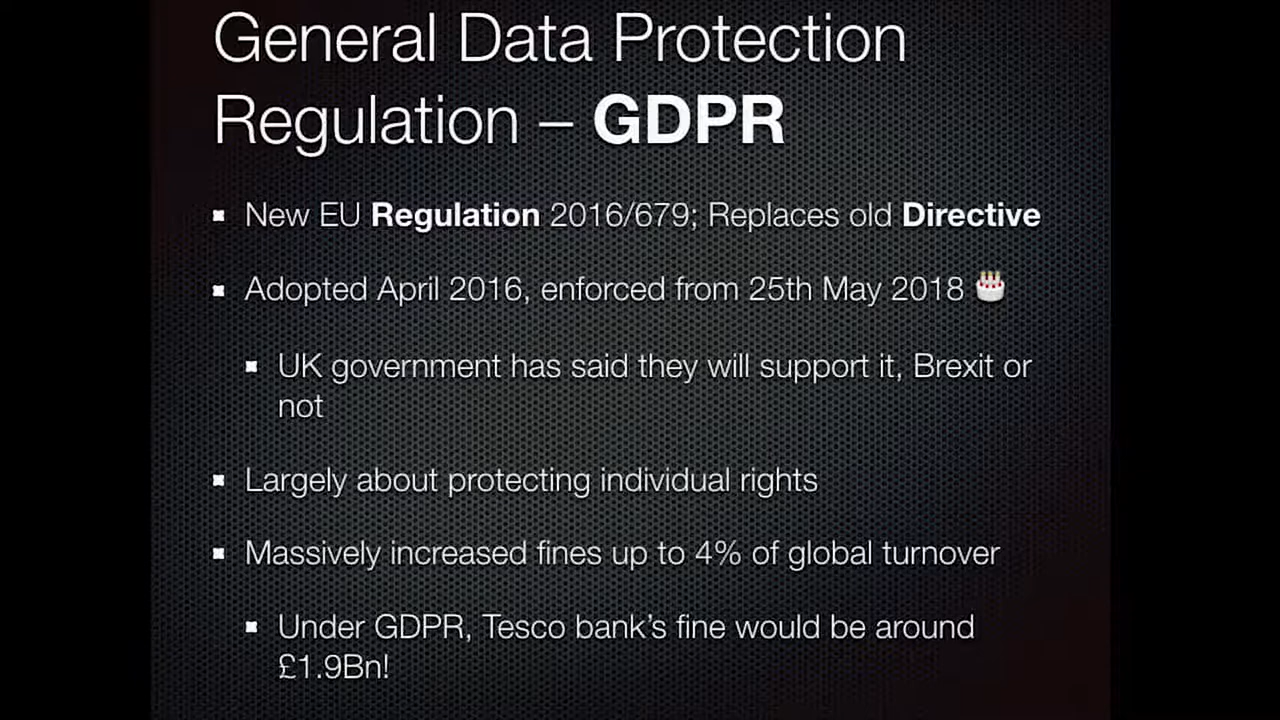 General Data Protection
Regulation – GDPR
New EU Regulation 2016/679; Replaces old Directive
Adopted April 2016, enforced from 25th May 2018 🎂
UK government has said they will support it, Brexit or
not
Largely about protecting individual rights
Massively increased fines up to 4% of global turnover
Under GDPR, Tesco bank's fine would be around
£1.9Bn!